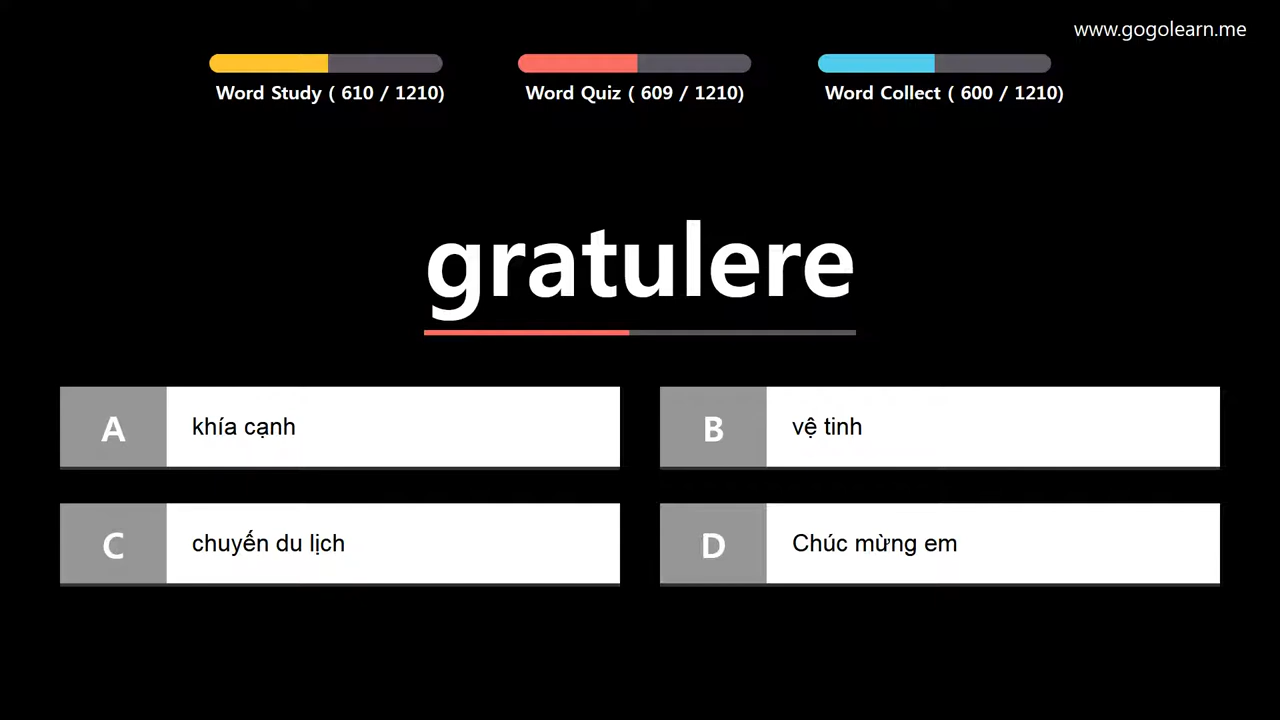 www.gogolearn.me
Word Study ( 610 / 1210)
Word Quiz ( 609 / 1210)
Word Collect ( 600 / 1210)
gratulere
A
khía cạnh
B
vệ tinh
C
chuyến du lịch
D
Chúc mừng em